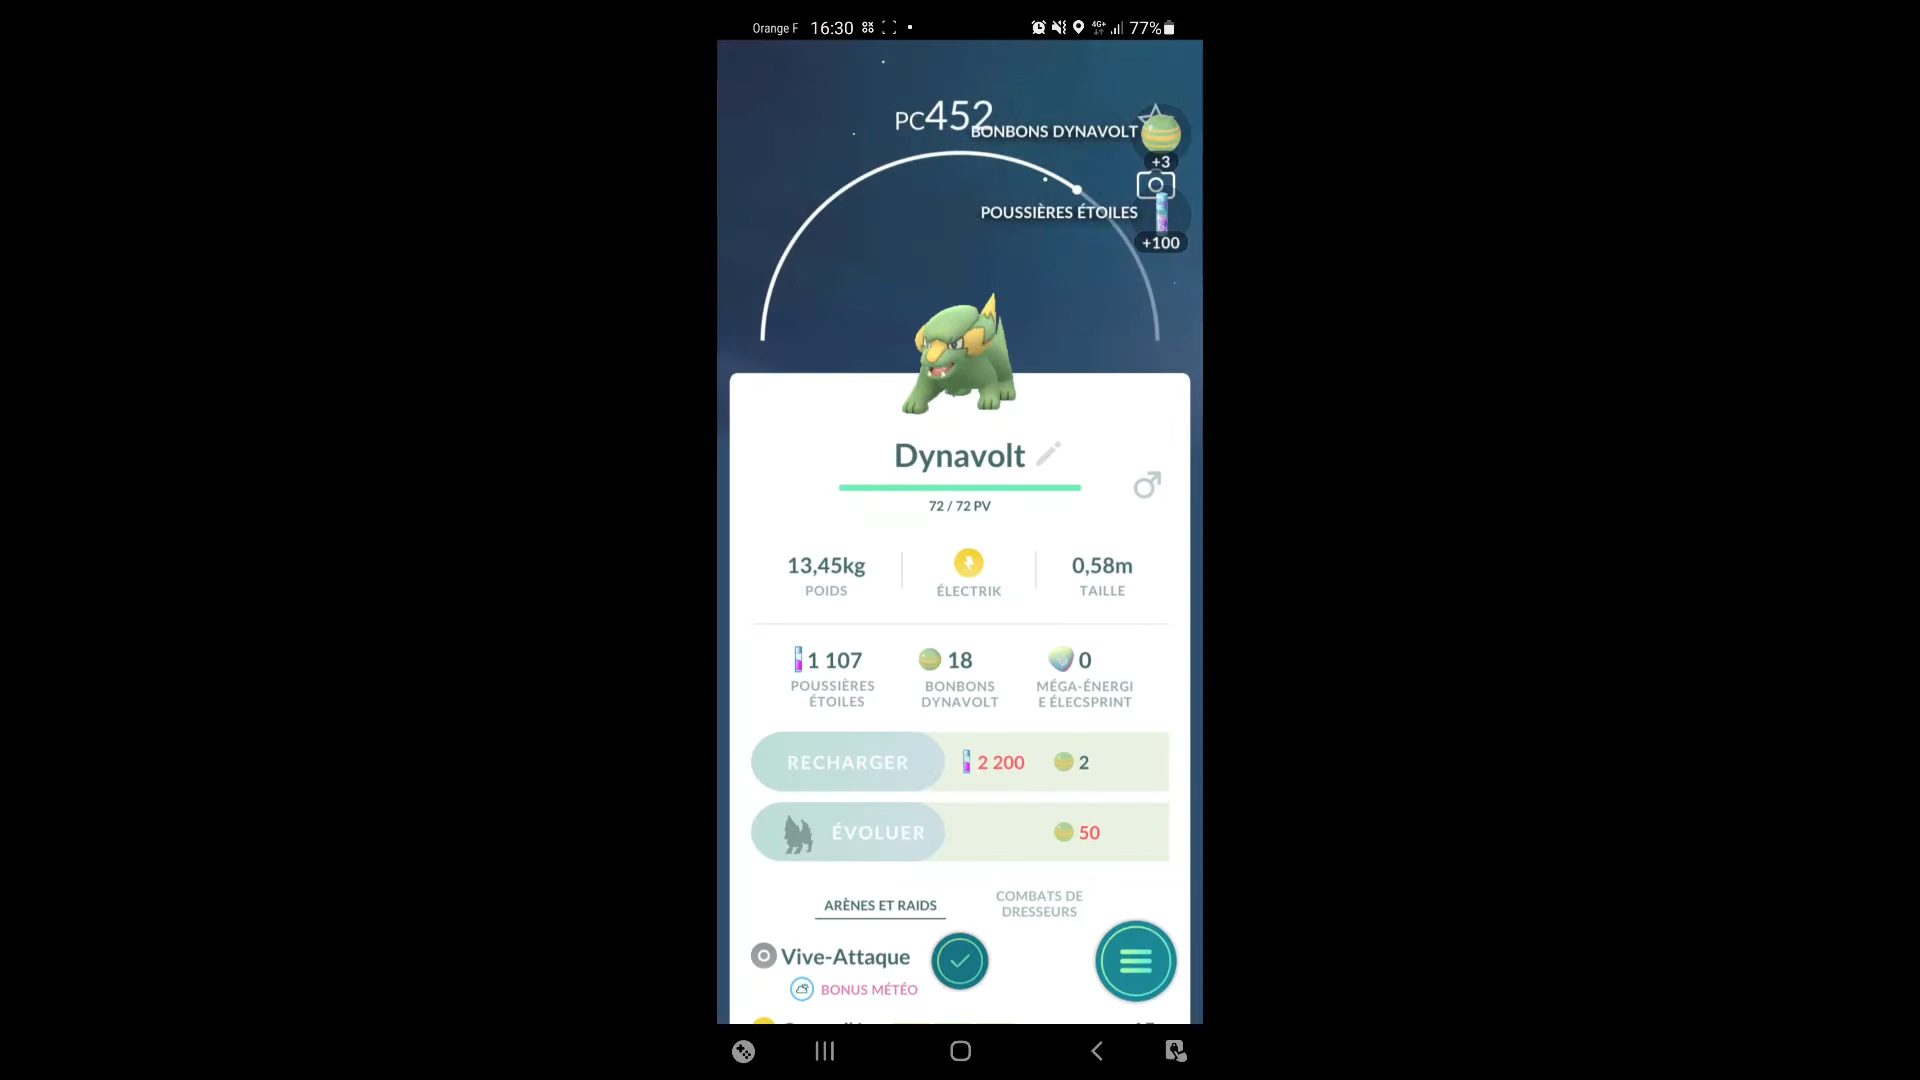 Orange F 16:30 4G+ 77%
PC452
BONBONS DYNAVOLT
+3
POUSSIÈRES ÉTOILES
+100
Dynavolt
72 / 72 PV
13,45kg
POIDS
ÉLECTRIK
0,58m
TAILLE
1 107
POUSSIÈRES
ÉTOILES
18
BONBONS
DYNAVOLT
0
MÉGA-ÉNERGI
E ÉLECSPRINT
RECHARGER 2 200 2
ÉVOLUER 50
ARÈNES ET RAIDS
COMBATS DE
DRESSEURS
Vive-Attaque
BONUS MÉTÉO